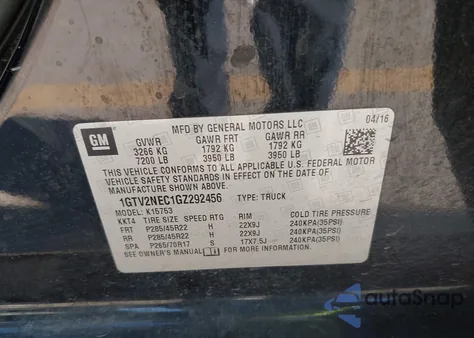 GM
MFD BY GENERAL MOTORS LLC
04/16
GVWR GAWR FRT GAWR RR
3266 KG 1792 KG 1792 KG
7200 LB 3950 LB 3950 LB
THIS VEHICLE CONFORMS TO ALL APPLICABLE U.S. FEDERAL MOTOR
VEHICLE SAFETY STANDARDS IN EFFECT ON THE DATE OF
MANUFACTURE SHOWN ABOVE.
1GTV2NEC1GZ292456 TYPE: TRUCK
MODEL: K15753
KKT4 TIRE SIZE SPEED RTG RIM COLD TIRE PRESSURE
FRT P285/45R22 H 22X9J 240KPA(35PSI)
RR P285/45R22 H 22X9J 240KPA(35PSI)
SPA P265/70R17 S 17X7.5J 240KPA(35PSI)
SEE OWNER'S MANUAL FOR MORE INFORMATION.
autoSnap